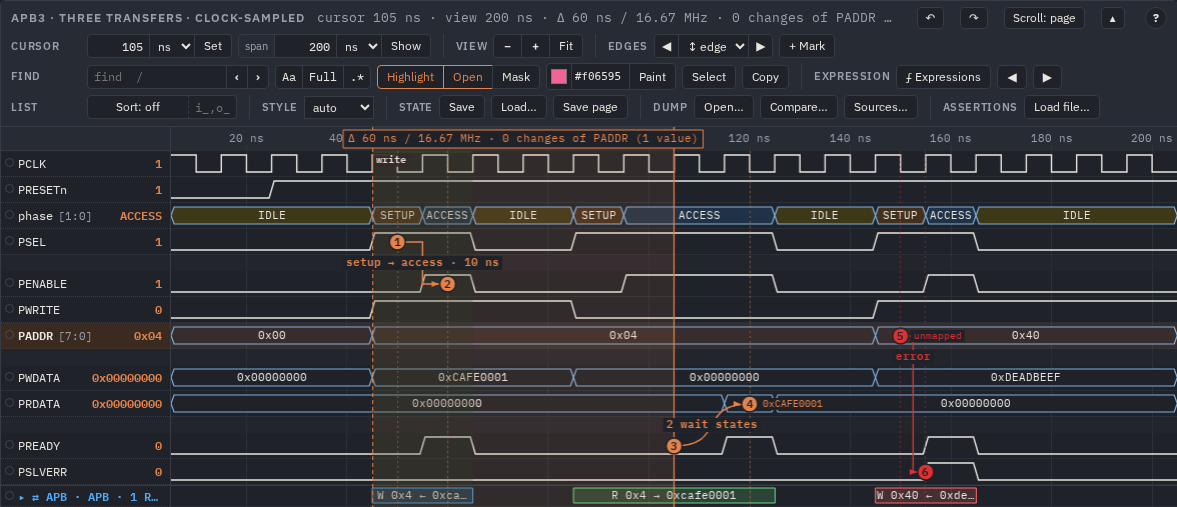 APB3 · THREE TRANSFERS · CLOCK-SAMPLED cursor 105 ns · view 200 ns · Δ 60 ns / 16.67 MHz · 0 changes of PADDR … ↶ ↷ Scroll: page ▲ ?
CURSOR 105 ns Set span 200 ns Show VIEW − + Fit EDGES ◀ ↕ edge ▶ + Mark
FIND find / ‹ › Aa Full .* Highlight Open Mask #f06595 Paint Select Copy EXPRESSION ƒ Expressions ◀ ▶
LIST Sort: off i_,o_ STYLE auto STATE Save Load… Save page DUMP Open… Compare… Sources… ASSERTIONS Load file…
20 ns 40 Δ 60 ns / 16.67 MHz · 0 changes of PADDR (1 value) 120 ns 140 ns 160 ns 180 ns 200 ns
PCLK 1 write
PRESETn 1
phase [1:0] ACCESS IDLE SETUP ACCESS IDLE SETUP ACCESS IDLE SETUP ACCESS IDLE
PSEL 1 1
setup → access · 10 ns
PENABLE 1 2
PWRITE 0
PADDR [7:0] 0x04 0x00 0x04 5 unmapped 0x40
error
PWDATA 0x00000000 0x00000000 0xCAFE0001 0x00000000 0xDEADBEEF
PRDATA 0x00000000 0x00000000 4 0xCAFE0001 0x00000000
2 wait states
PREADY 0 3
PSLVERR 0 6
▸ ⇄ APB · APB · 1 R… W 0x4 ← 0xca… R 0x4 → 0xcafe0001 W 0x40 ← 0xde…